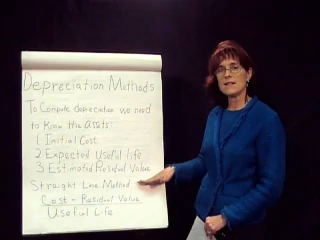 Depreciation Methods
To Compute depreciation we need
to Know the assets:
1 Initial Cost
2 Expected Useful life
3 Estimated Residual Value
Straight Line Method
Cost - Residual Value
Useful Life